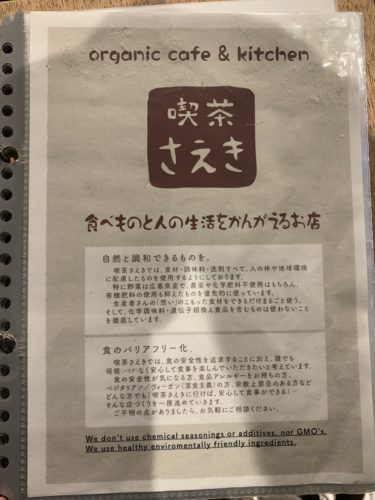 organic cafe & kitchen
喫茶
さえき
食べものと人の生活をかんがえるお店
自然と調和できるものを。
喫茶さえきでは、食材・調味料・洗剤すべて、人の体や地球環境
に配慮したものを使用するようにしております。
特に野菜は広島県産で、農薬や化学肥料不使用はもちろん、
有機肥料の使用も抑えたものを優先的に使っています。
生産者さんの「想い」のこもった食材をできるだけまるごと使う、
そして、化学調味料・遺伝子組換え食品を含むものは使わないこと
を徹底しています。
食のバリアフリー化。
喫茶さえきでは、食の安全性を追求することに加え、誰でも
垣根(バリア)なく安心して食事を楽しんでいただきたいと考えています。
食の安全性が気になる方、食品アレルギーをお持ちの方、
ベジタリアン/ヴィーガン(菜食主義)の方、宗教上禁忌のある方など
どんな方でも「喫茶さえきに行けば、安心して食事ができる」…
そんな店づくりを一層進めていきます。
ご不明の点がありましたら、お気軽にご相談ください。
We don't use chemical seasonings or additives, nor GMO's.
We use healthy enviromentally friendly ingredients.